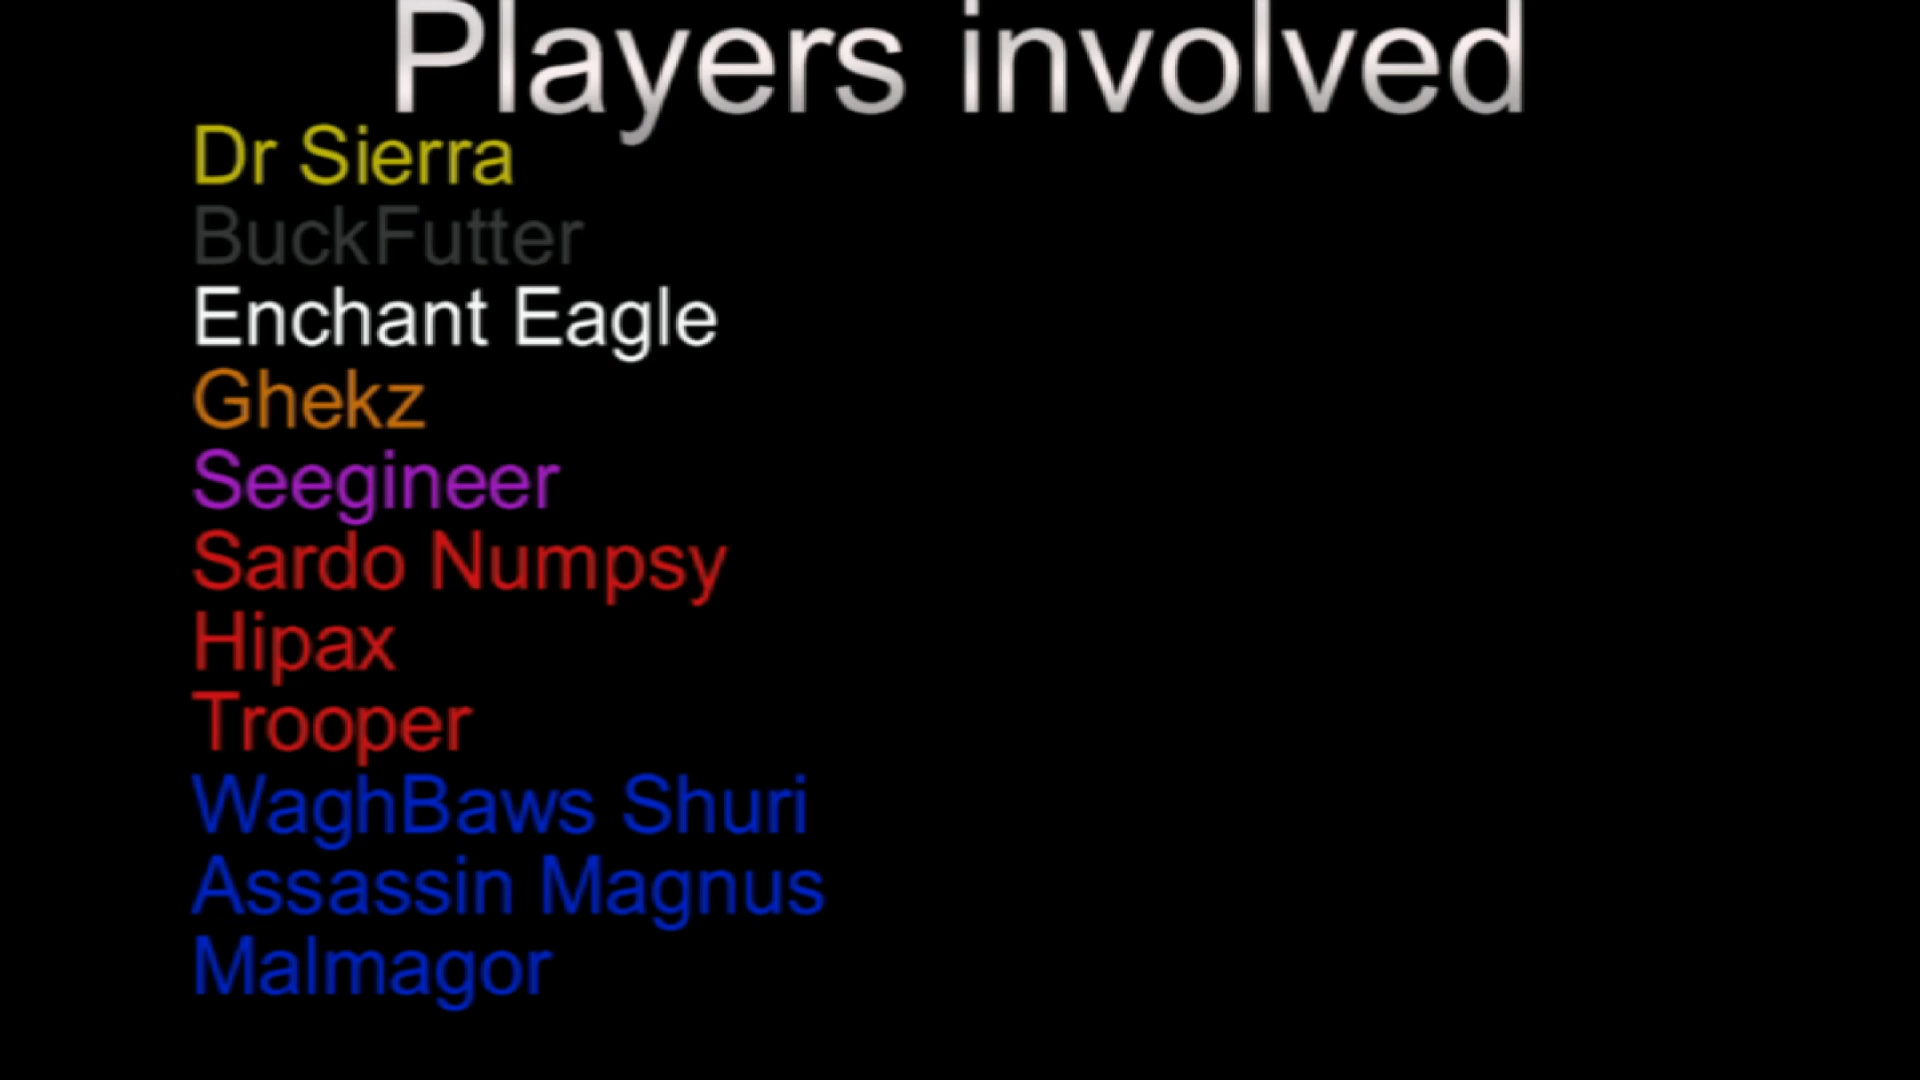 Players involved
Dr Sierra
BuckFutter
Enchant Eagle
Ghekz
Seegineer
Sardo Numpsy
Hipax
Trooper
WaghBaws Shuri
Assassin Magnus
Malmagor